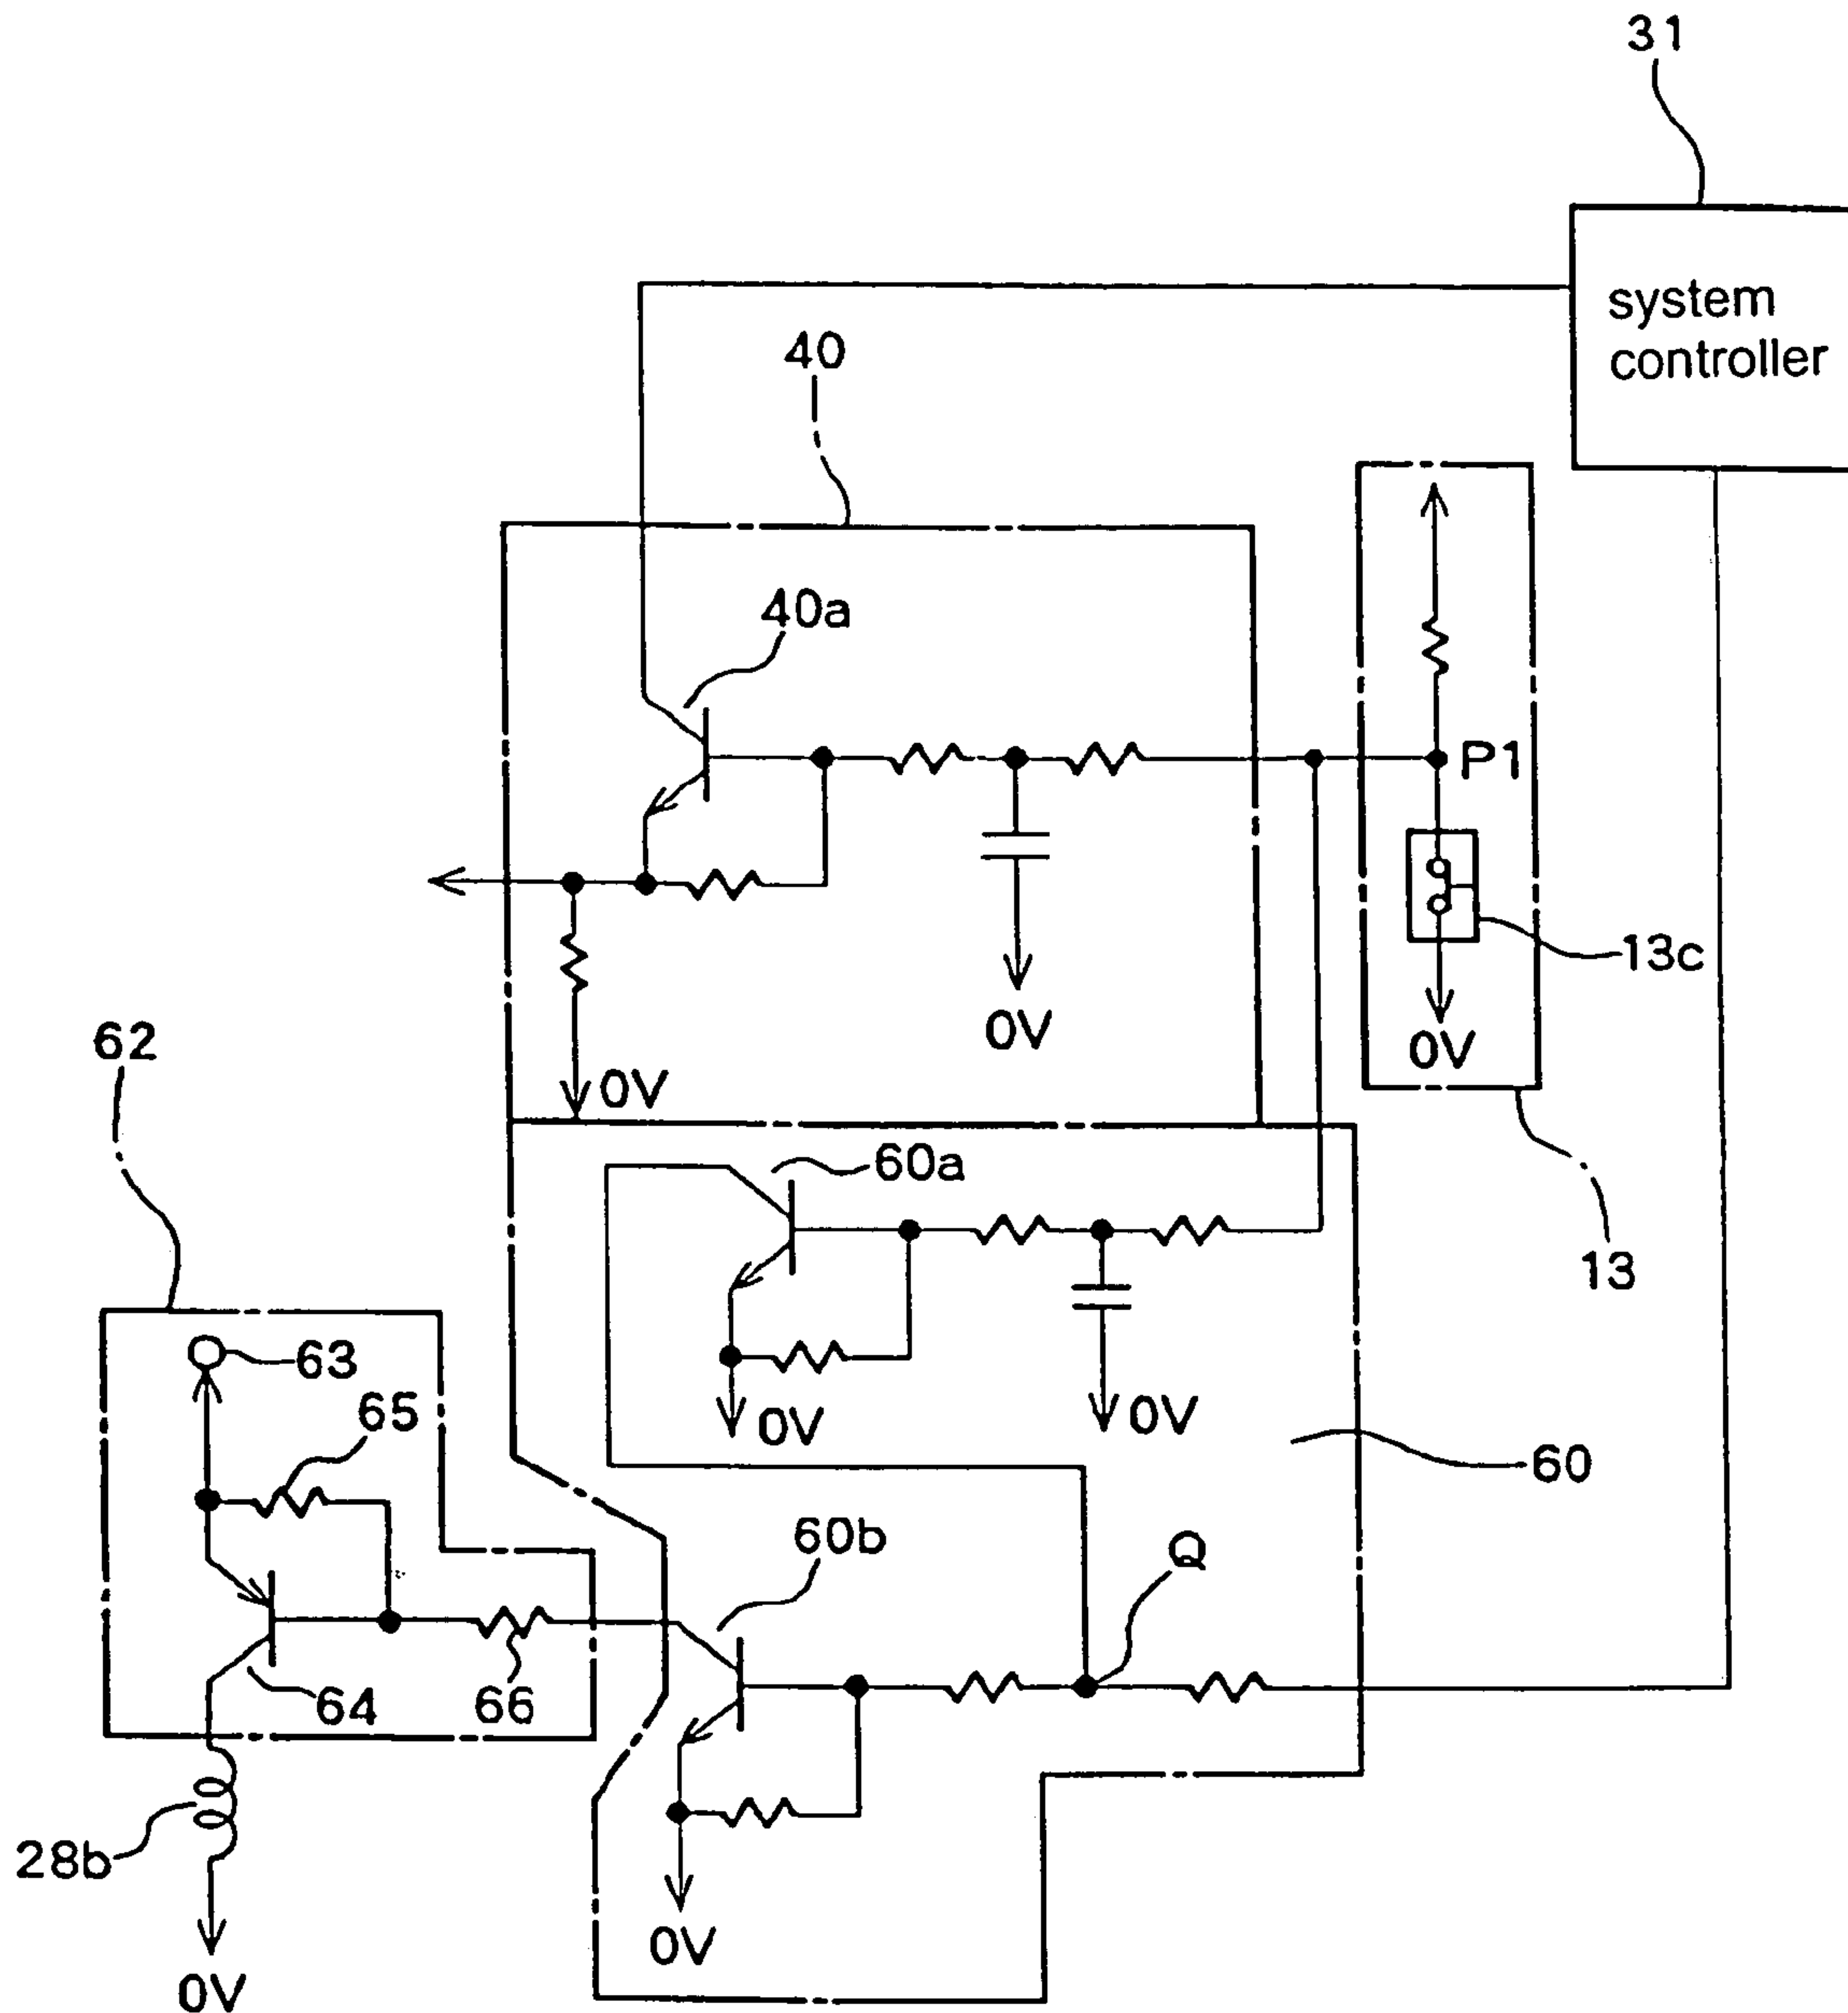 31
system
controller
40
40a
P1
13c
0V
0V
62
0V
60a
13
63
65
0V
0V
60
60b
Q
64
66
28b
0V
0V